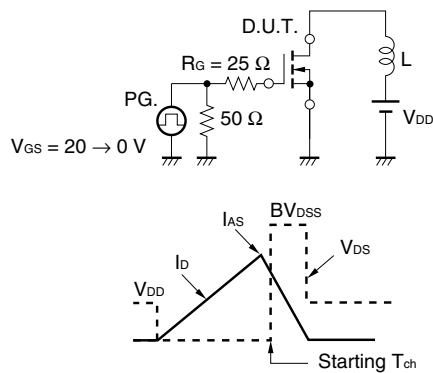 D.U.T.
RG = 25 Ω
L
PG.
50 Ω
VDD
VGS = 20 → 0 V
BVDSS
IAS
VDS
ID
VDD
Starting Tch